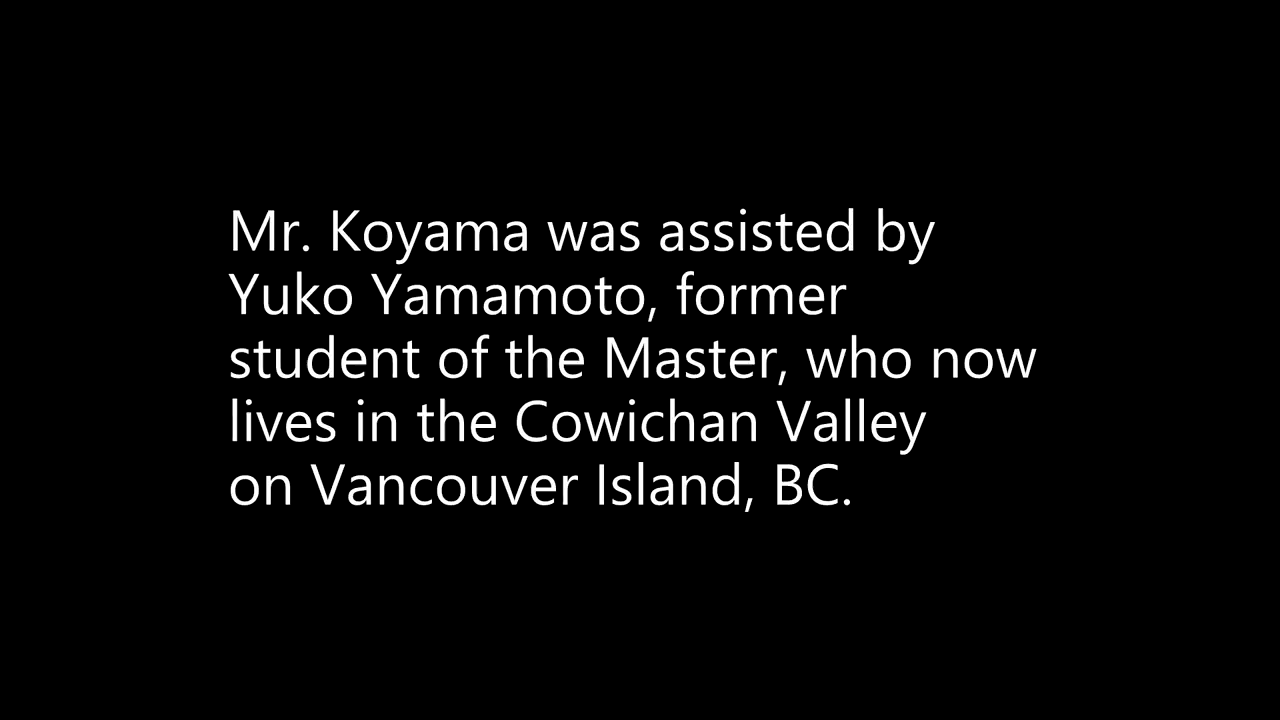 Mr. Koyama was assisted by
Yuko Yamamoto, former
student of the Master, who now
lives in the Cowichan Valley
on Vancouver Island, BC.